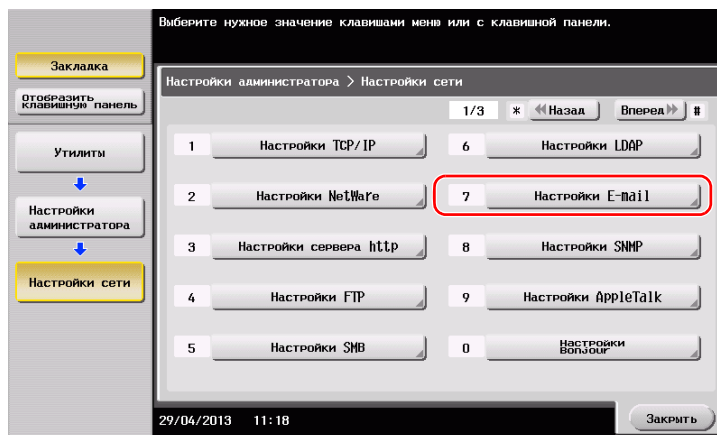 Выберите нужное значение клавишами меню или с клавишной панели.
Закладка
Отобразить
клавишную панель
Утилиты
Настройки
администратора
Настройки сети
Настройки администратора > Настройки сети
1/3 * Назад Вперед #
1 Настройки TCP/IP
6 Настройки LDAP
2 Настройки NetWare
7 Настройки E-mail
3 Настройки сервера http
8 Настройки SNMP
4 Настройки FTP
9 Настройки AppleTalk
5 Настройки SMB
0 Настройки
Bonjour
29/04/2013 11:18
Закрыть